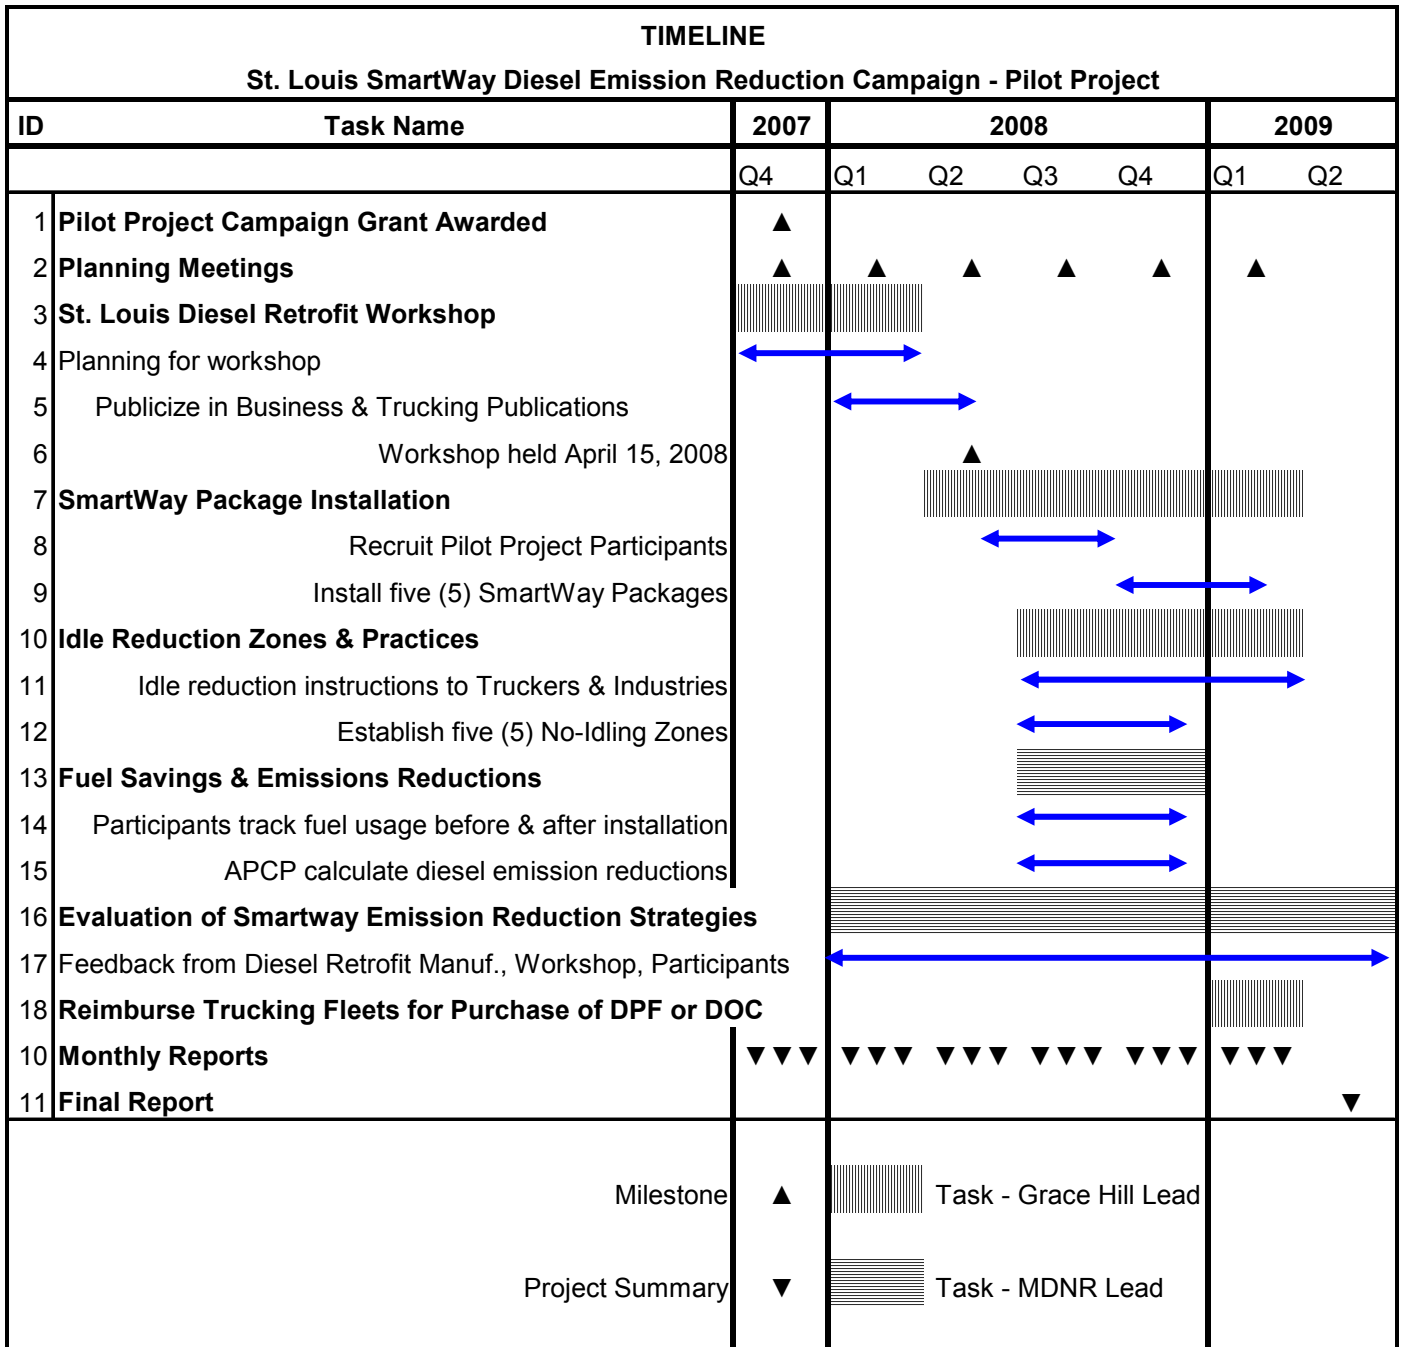 TIMELINE
St. Louis SmartWay Diesel Emission Reduction Campaign - Pilot Project
ID Task Name 2007 2008 2009
Q4 Q1 Q2 Q3 Q4 Q1 Q2
1 Pilot Project Campaign Grant Awarded ▲
2 Planning Meetings ▲ ▲ ▲ ▲ ▲ ▲
3 St. Louis Diesel Retrofit Workshop
4 Planning for workshop
5 Publicize in Business & Trucking Publications
6 Workshop held April 15, 2008 ▲
7 SmartWay Package Installation
8 Recruit Pilot Project Participants
9 Install five (5) SmartWay Packages
10 Idle Reduction Zones & Practices
11 Idle reduction instructions to Truckers & Industries
12 Establish five (5) No-Idling Zones
13 Fuel Savings & Emissions Reductions
14 Participants track fuel usage before & after installation
15 APCP calculate diesel emission reductions
16 Evaluation of Smartway Emission Reduction Strategies
17 Feedback from Diesel Retrofit Manuf., Workshop, Participants
18 Reimburse Trucking Fleets for Purchase of DPF or DOC
10 Monthly Reports ▼ ▼ ▼ ▼ ▼ ▼ ▼ ▼ ▼ ▼ ▼ ▼ ▼ ▼ ▼ ▼ ▼ ▼
11 Final Report ▼
Milestone ▲ Task - Grace Hill Lead
Project Summary ▼ Task - MDNR Lead